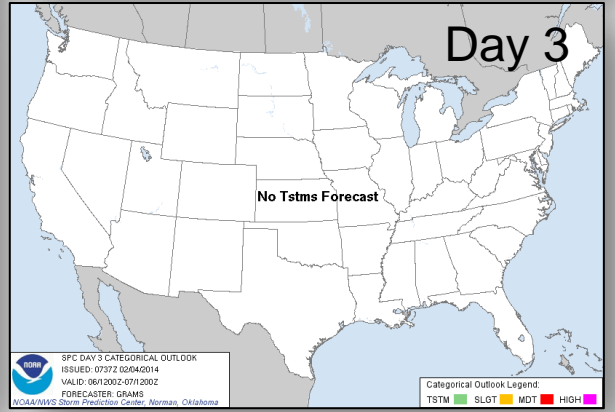 Day 3
No Tstms Forecast
NOAA
SPC DAY 3 CATEGORICAL OUTLOOK
ISSUED: 0737Z 02/04/2014
VALID: 06/1200Z-07/1200Z
FORECASTER: GRAMS
NOAA/NWS Storm Prediction Center, Norman, Oklahoma
Categorical Outlook Legend:
TSTM SLGT MDT HIGH